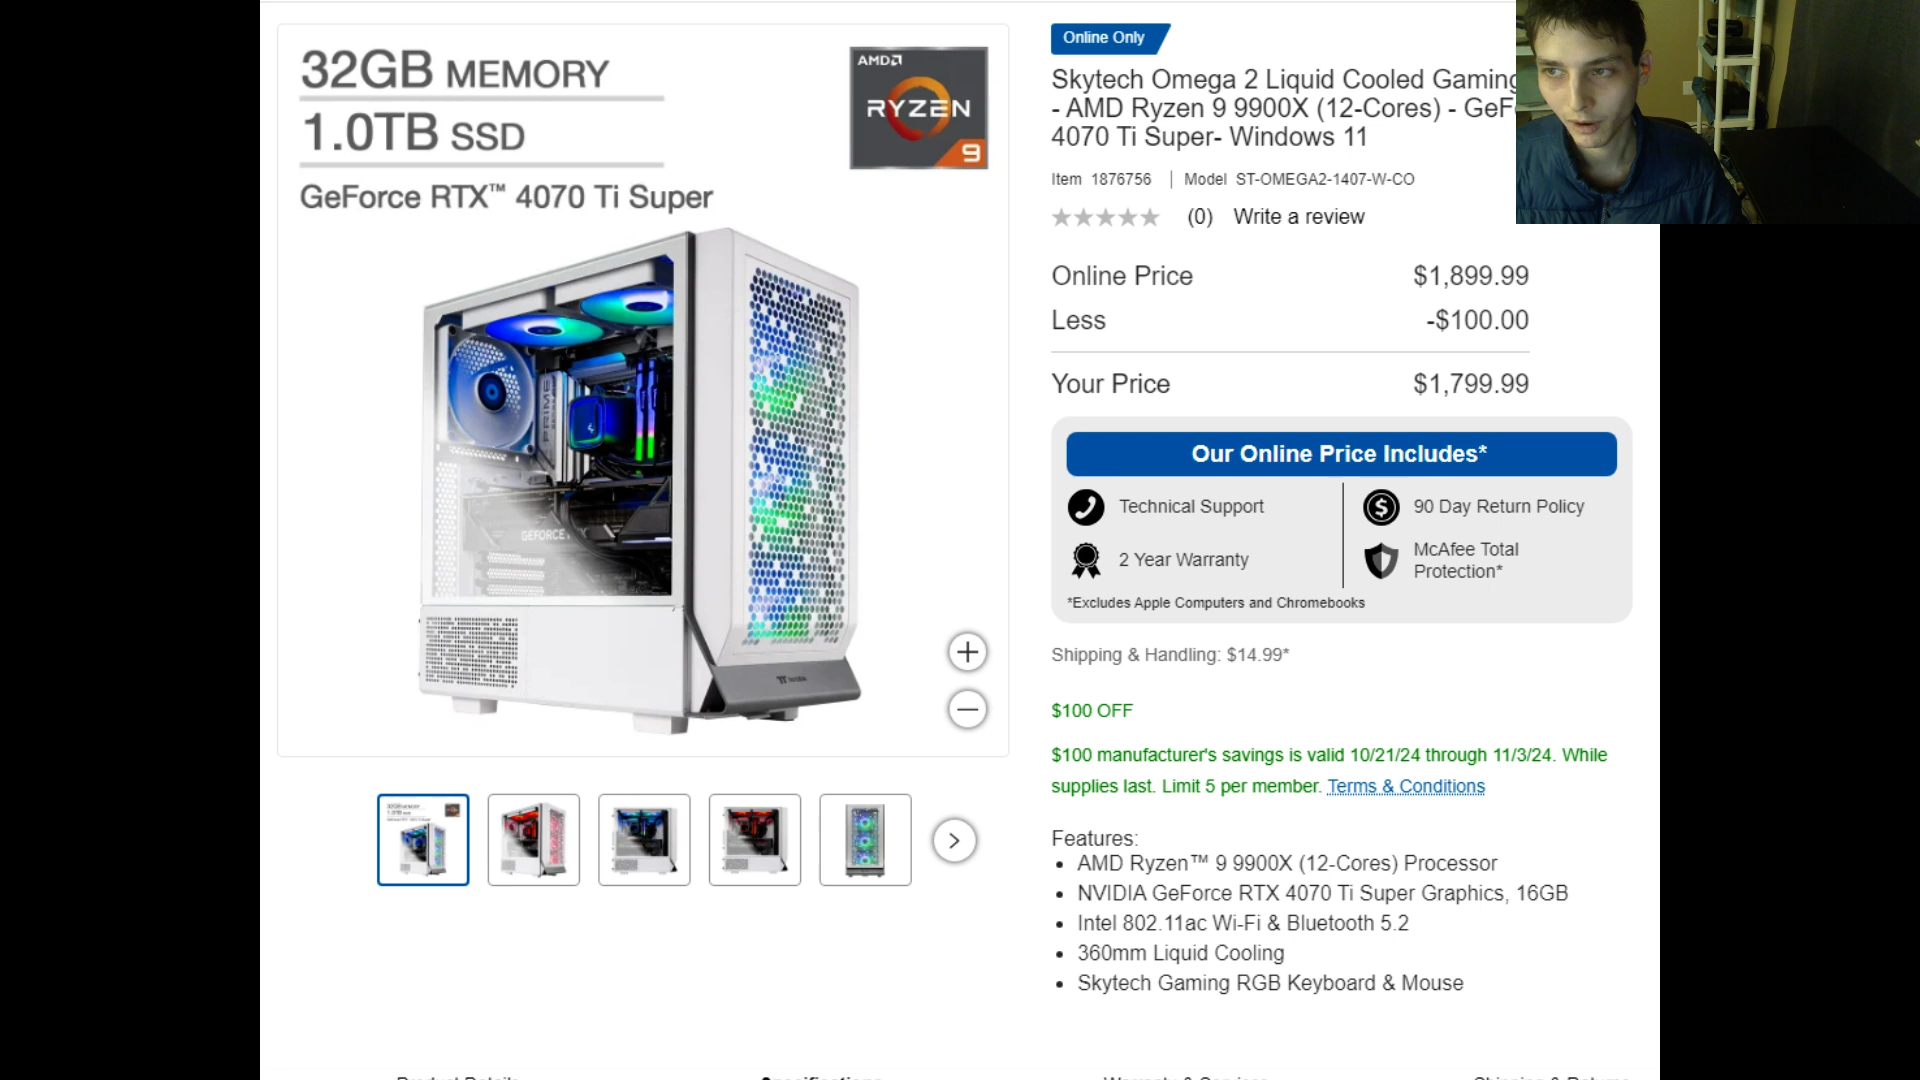 32GB MEMORY
1.0TB SSD
GeForce RTX™ 4070 Ti Super
AMD
RYZEN
9
PRIME
GEFORCE
Online Only
Skytech Omega 2 Liquid Cooled Gaming
- AMD Ryzen 9 9900X (12-Cores) - GeF
4070 Ti Super- Windows 11
Item 1876756 | Model ST-OMEGA2-1407-W-CO
(0) Write a review
Online Price $1,899.99
Less -$100.00
Your Price $1,799.99
Our Online Price Includes*
Technical Support
90 Day Return Policy
2 Year Warranty
McAfee Total
Protection*
*Excludes Apple Computers and Chromebooks
Shipping & Handling: $14.99*
$100 OFF
$100 manufacturer's savings is valid 10/21/24 through 11/3/24. While
supplies last. Limit 5 per member. Terms & Conditions
Features:
• AMD Ryzen™ 9 9900X (12-Cores) Processor
• NVIDIA GeForce RTX 4070 Ti Super Graphics, 16GB
• Intel 802.11ac Wi-Fi & Bluetooth 5.2
• 360mm Liquid Cooling
• Skytech Gaming RGB Keyboard & Mouse